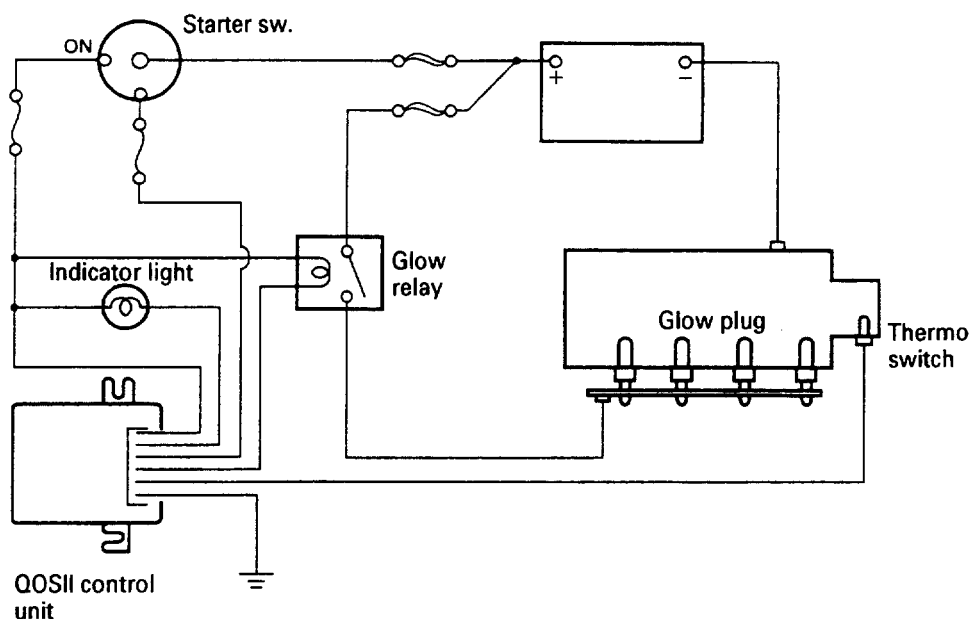 Starter sw.
ON
+
−
Glow
relay
Indicator light
Glow plug
Thermo
switch
QOSII control
unit